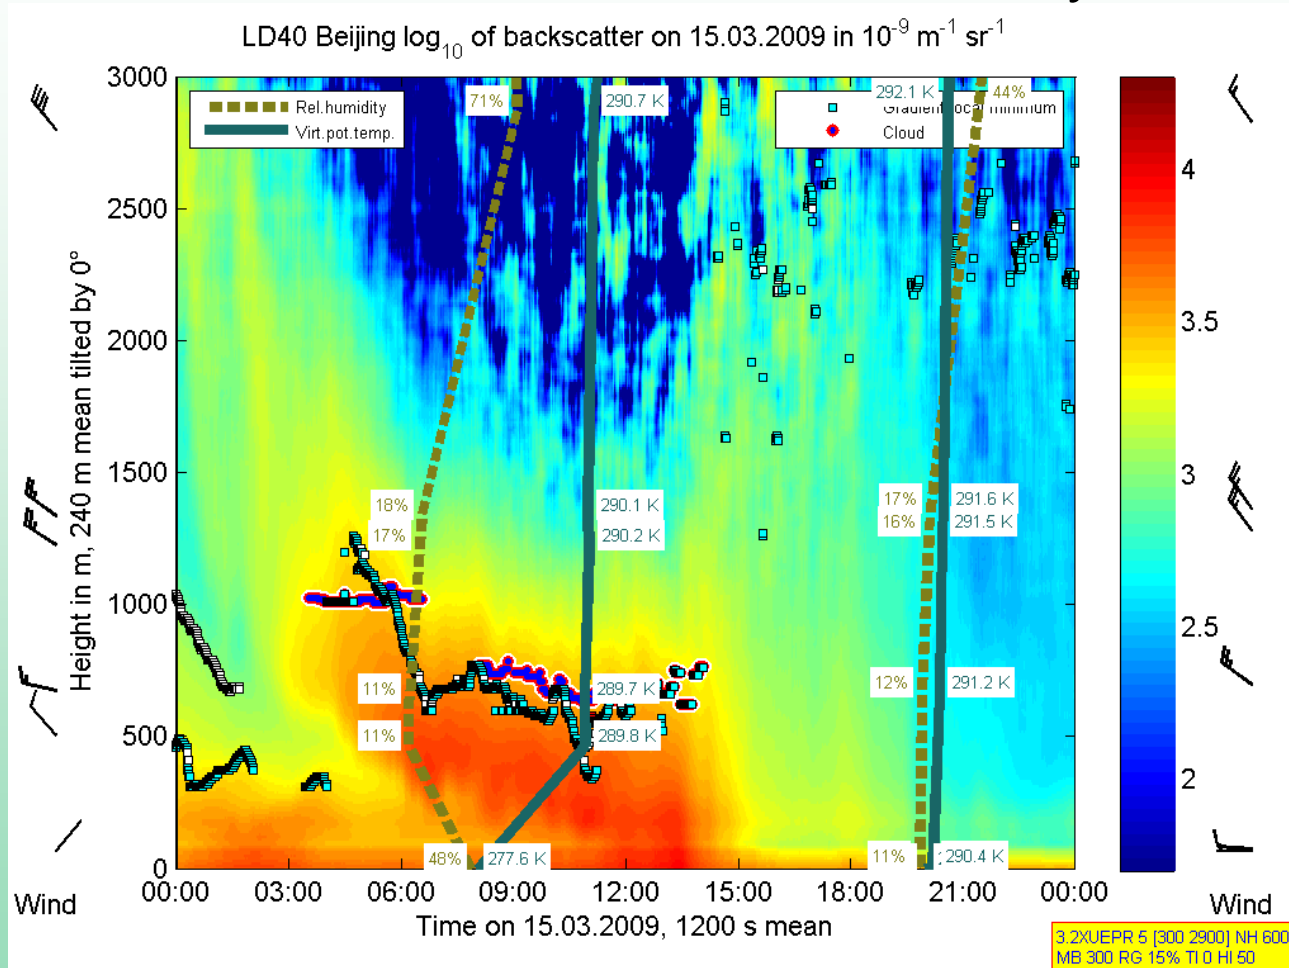 LD40 Beijing log10 of backscatter on 15.03.2009 in 10-9 m-1 sr-1
3000
2500
2000
1500
1000
500
0
Height in m, 240 m mean tilted by 0°
Rel.humidity
Virt.pot.temp.
Cloud
71%
290.7 K
292.1 K
44%
18%
17%
290.1 K
290.2 K
17%
16%
291.6 K
291.5 K
11%
11%
289.7 K
289.8 K
12%
291.2 K
48%
277.6 K
11%
290.4 K
00:00
03:00
06:00
09:00
12:00
15:00
18:00
21:00
00:00
Time on 15.03.2009, 1200 s mean
4
3.5
3
2.5
2
Wind
Wind
3.2XUEPR 5 [300 2900] NH 600
MB 300 RG 15% TI 0 HI 50